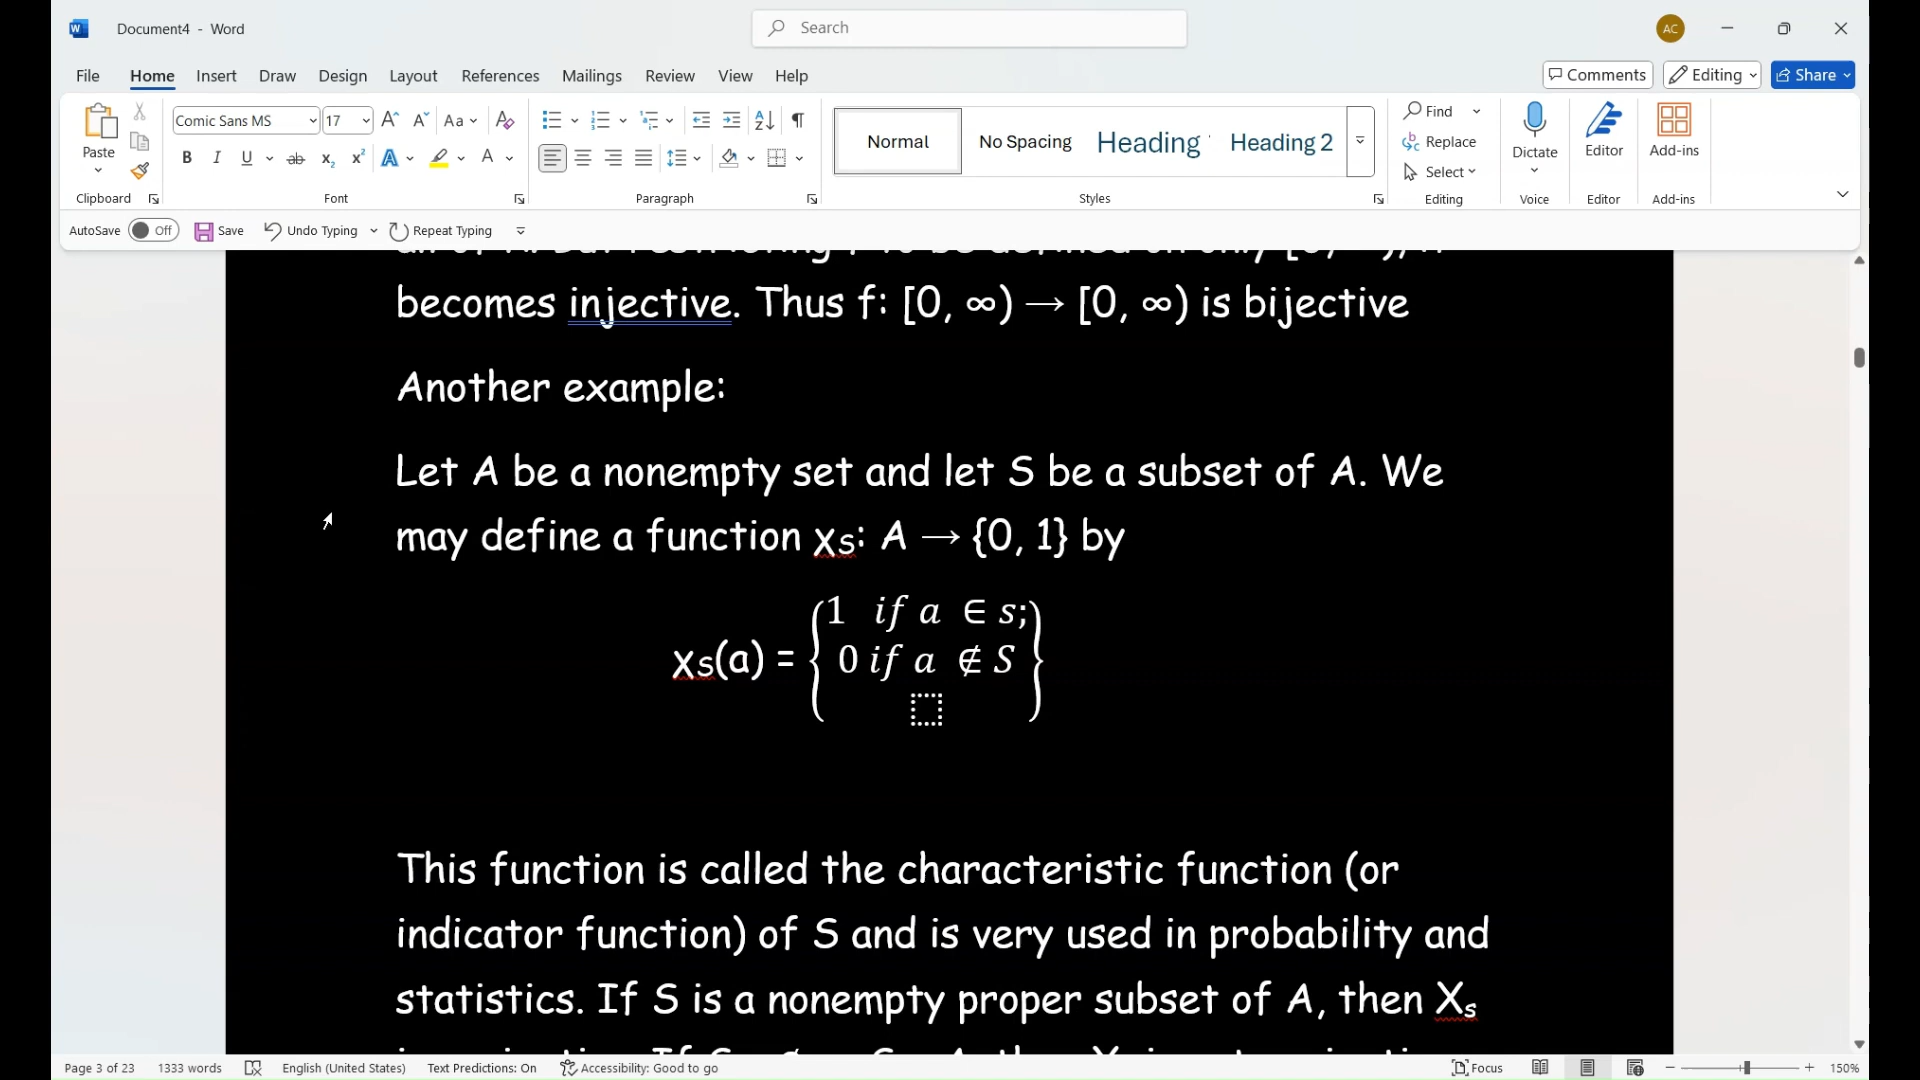 Document4 - Word
Search
AC
File Home Insert Draw Design Layout References Mailings Review View Help
Comments Editing Share
Paste
Comic Sans MS 17
Normal No Spacing Heading Heading 2
Find
Replace
Select
Dictate Editor Add-ins
Clipboard Font Paragraph Styles Editing Voice Editor Add-ins
AutoSave Off Save Undo Typing Repeat Typing
becomes injective. Thus f: [0, ∞) → [0, ∞) is bijective
Another example:
Let A be a nonempty set and let S be a subset of A. We
may define a function xs: A → {0, 1} by
1 if a ∈ s;
xs(a) =
0 if a ∉ S
This function is called the characteristic function (or
indicator function) of S and is very used in probability and
statistics. If S is a nonempty proper subset of A, then Xs
Page 3 of 23 1333 words English (United States) Text Predictions: On Accessibility: Good to go Focus 150%